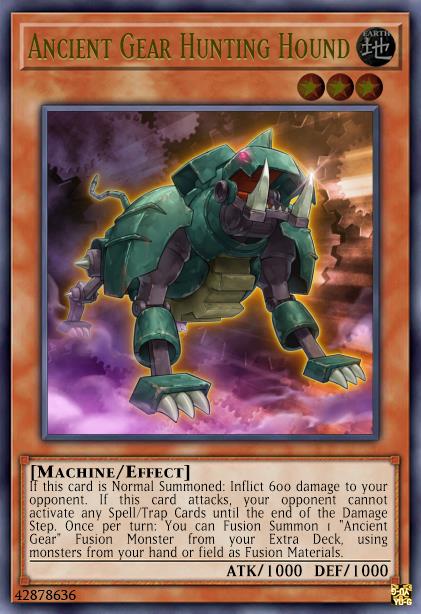 Ancient Gear Hunting Hound
EARTH
地
[Machine/Effect]
If this card is Normal Summoned: Inflict 600 damage to your
opponent. If this card attacks, your opponent cannot
activate any Spell/Trap Cards until the end of the Damage
Step. Once per turn: You can Fusion Summon 1 "Ancient
Gear" Fusion Monster from your Extra Deck, using
monsters from your hand or field as Fusion Materials.
ATK/1000 DEF/1000
42878636